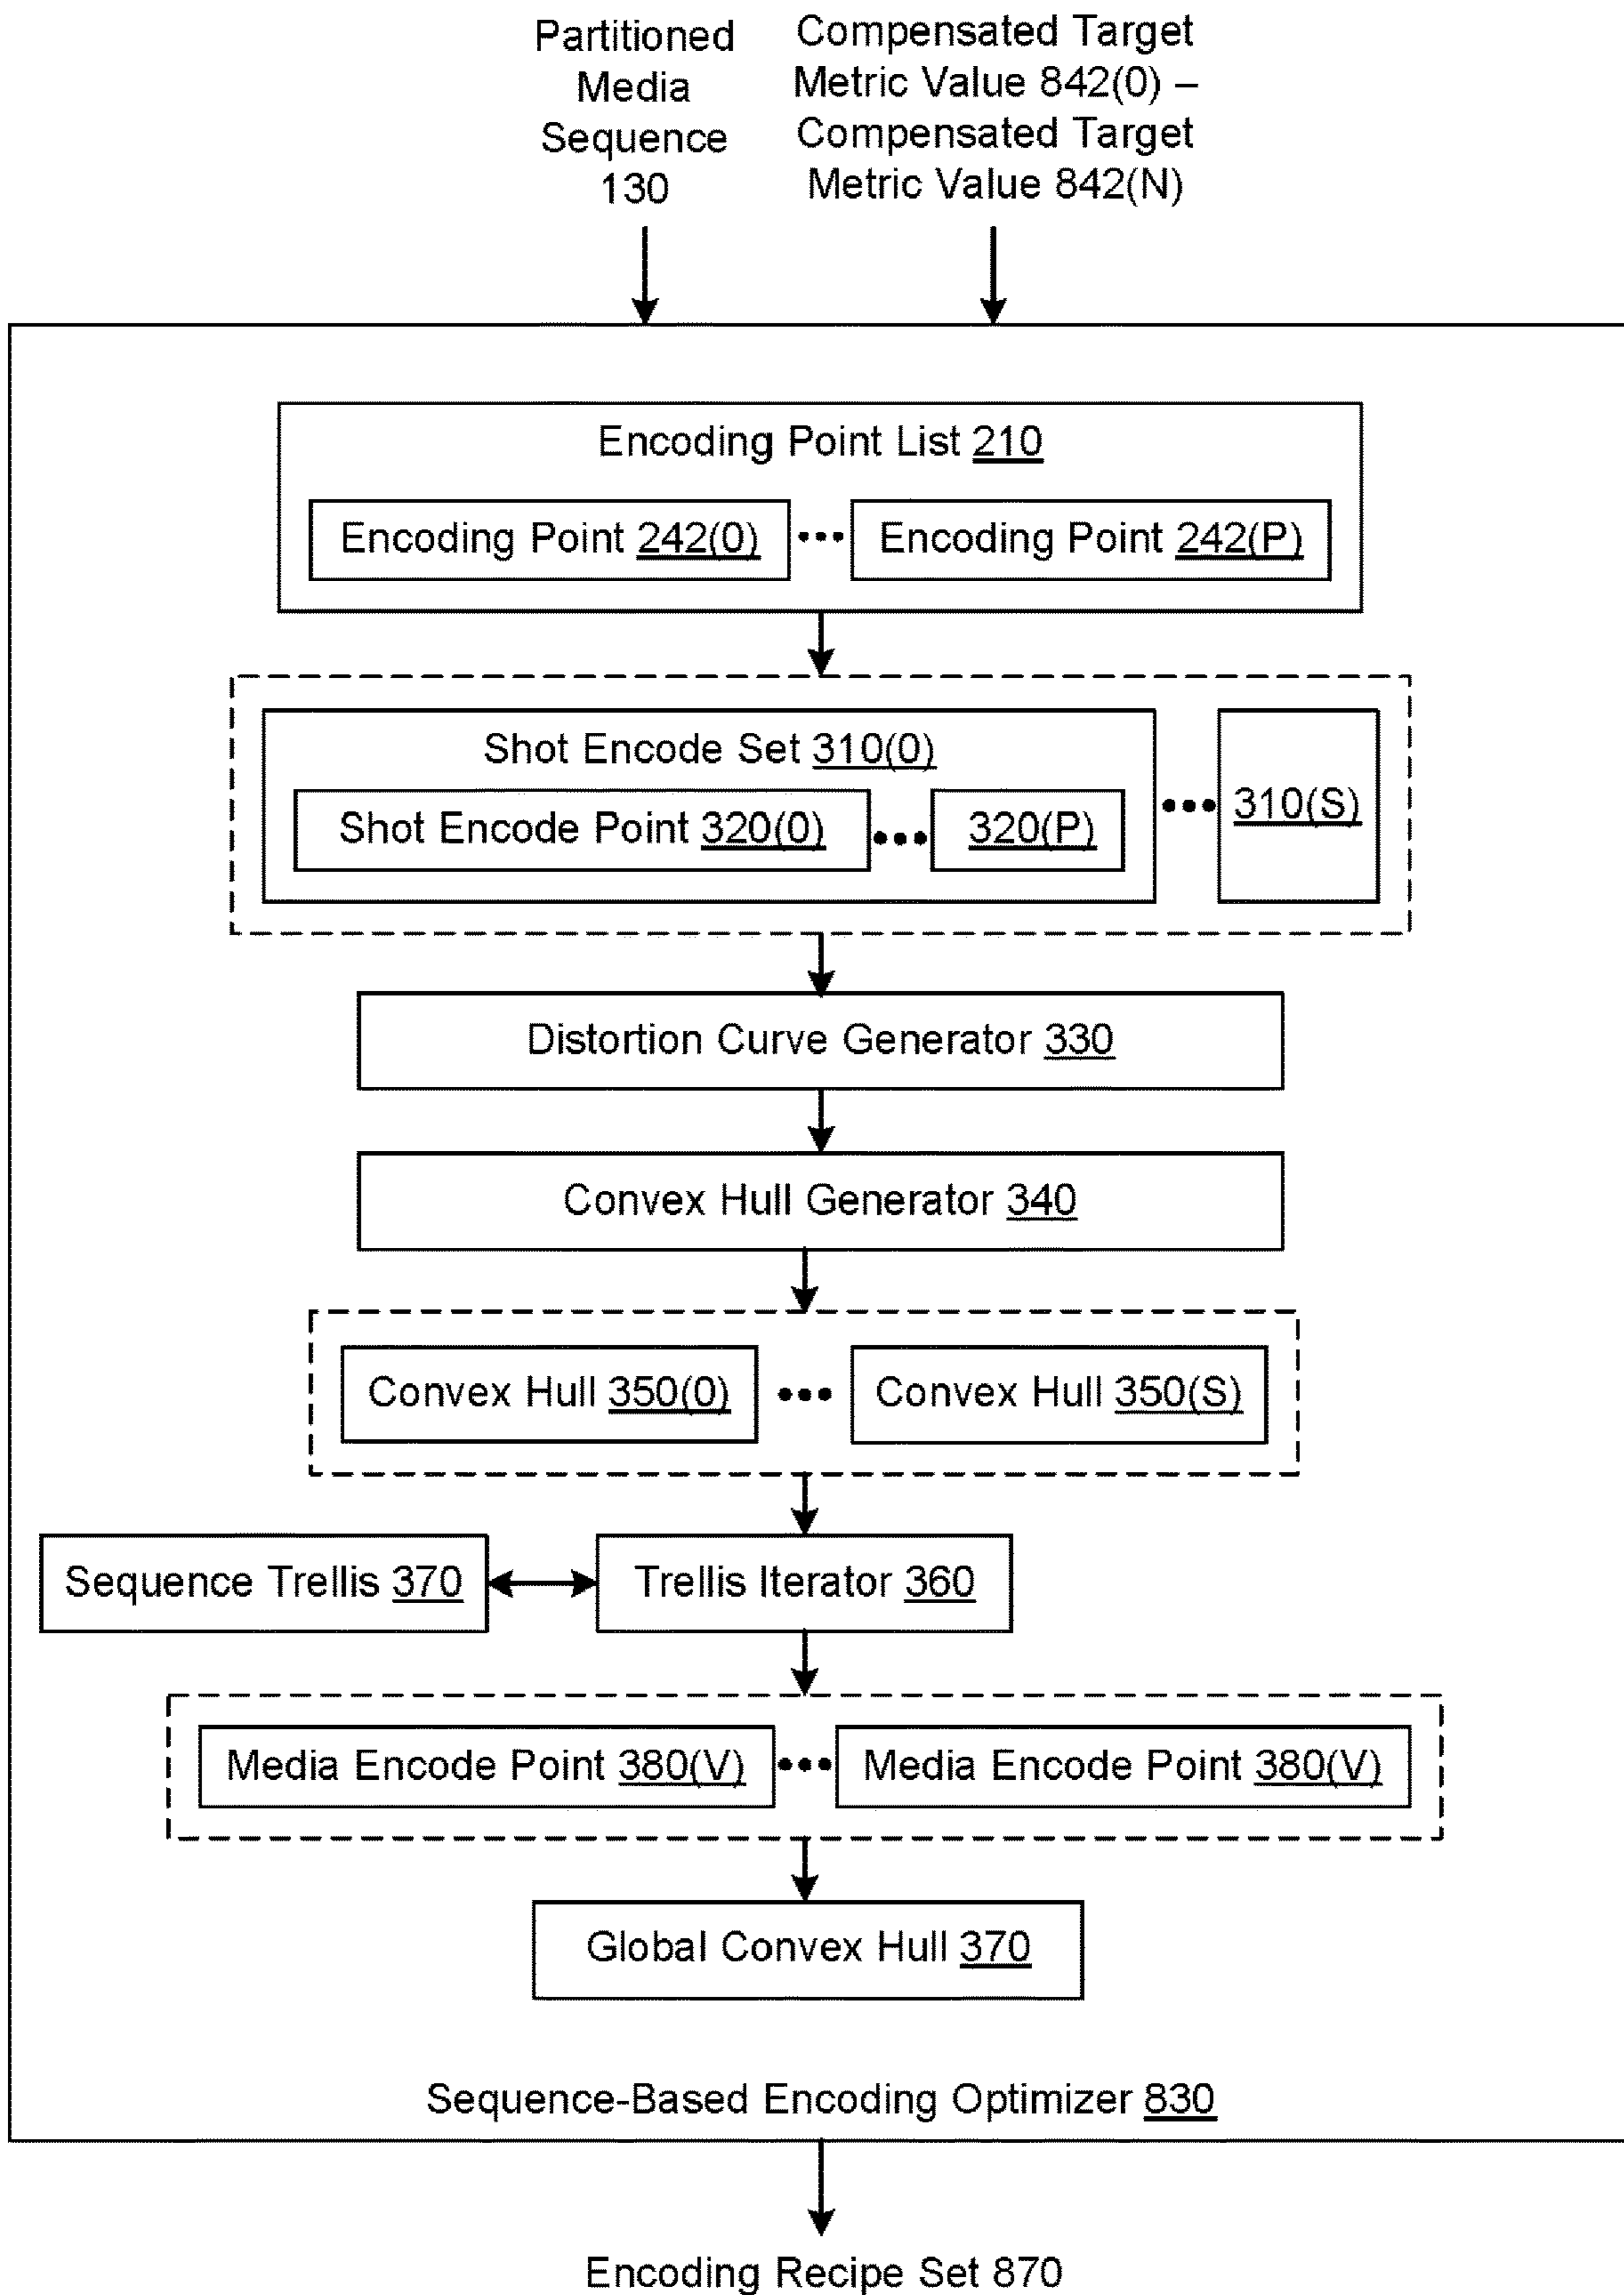 Partitioned
Media
Sequence
130
Compensated Target
Metric Value 842(0) –
Compensated Target
Metric Value 842(N)
Encoding Point List 210
Encoding Point 242(0) ••• Encoding Point 242(P)
Shot Encode Set 310(0)
Shot Encode Point 320(0) ••• 320(P)
••• 310(S)
Distortion Curve Generator 330
Convex Hull Generator 340
Convex Hull 350(0) ••• Convex Hull 350(S)
Sequence Trellis 370
Trellis Iterator 360
Media Encode Point 380(V) ••• Media Encode Point 380(V)
Global Convex Hull 370
Sequence-Based Encoding Optimizer 830
Encoding Recipe Set 870